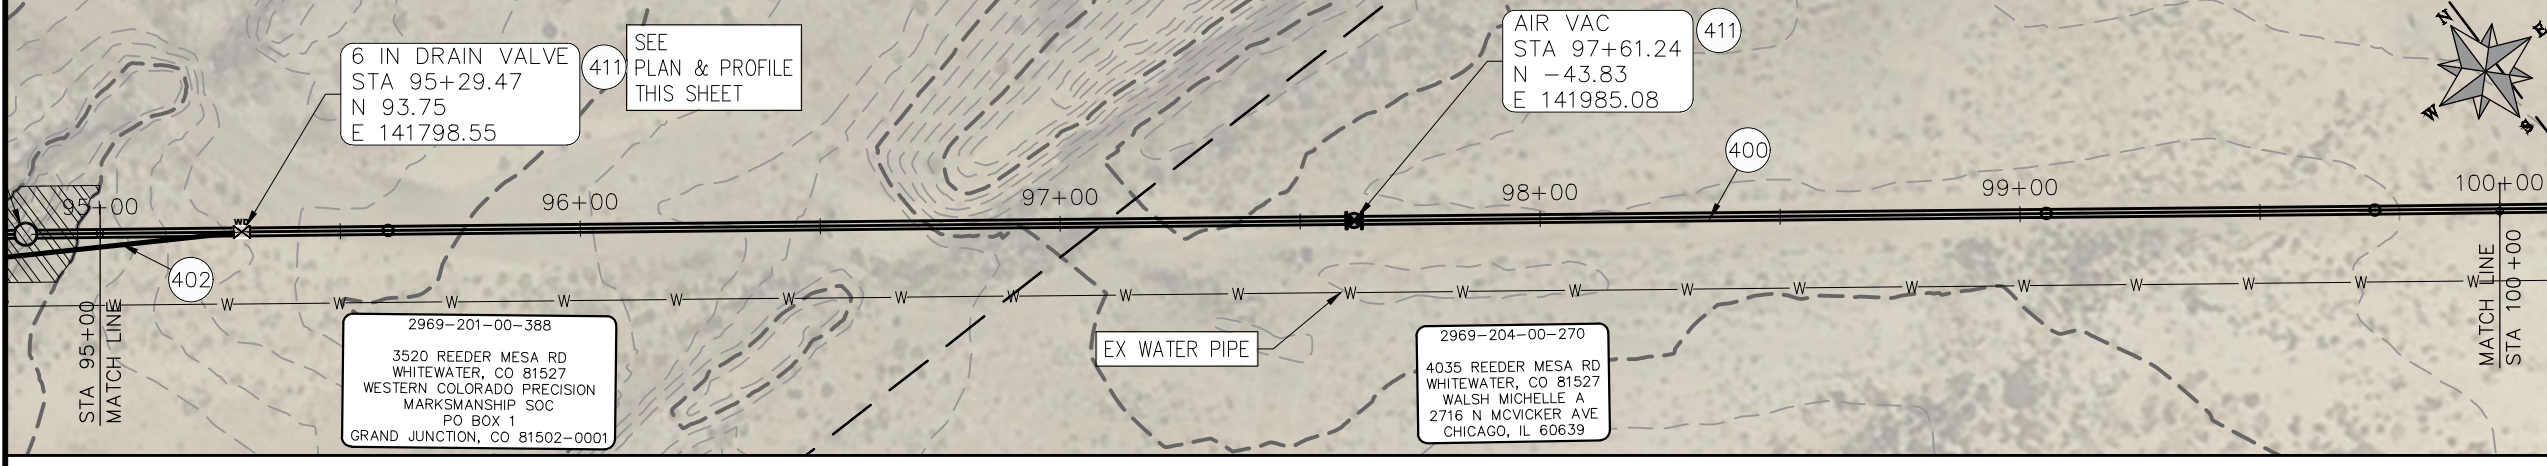 6 IN DRAIN VALVE
STA 95+29.47
N 93.75
E 141798.55
411
SEE
PLAN & PROFILE
THIS SHEET
AIR VAC
STA 97+61.24
N -43.83
E 141985.08
411
N
E
W
S
400
95+00
96+00
97+00
98+00
99+00
100+00
WD
402
STA 95+00
MATCH LINE
MATCH LINE
STA 100+00
W W W W W W W W W W W W W W W W W W W W W W
EX WATER PIPE
2969-201-00-388
3520 REEDER MESA RD
WHITEWATER, CO 81527
WESTERN COLORADO PRECISION
MARKSMANSHIP SOC
PO BOX 1
GRAND JUNCTION, CO 81502-0001
2969-204-00-270
4035 REEDER MESA RD
WHITEWATER, CO 81527
WALSH MICHELLE A
2716 N MCVICKER AVE
CHICAGO, IL 60639